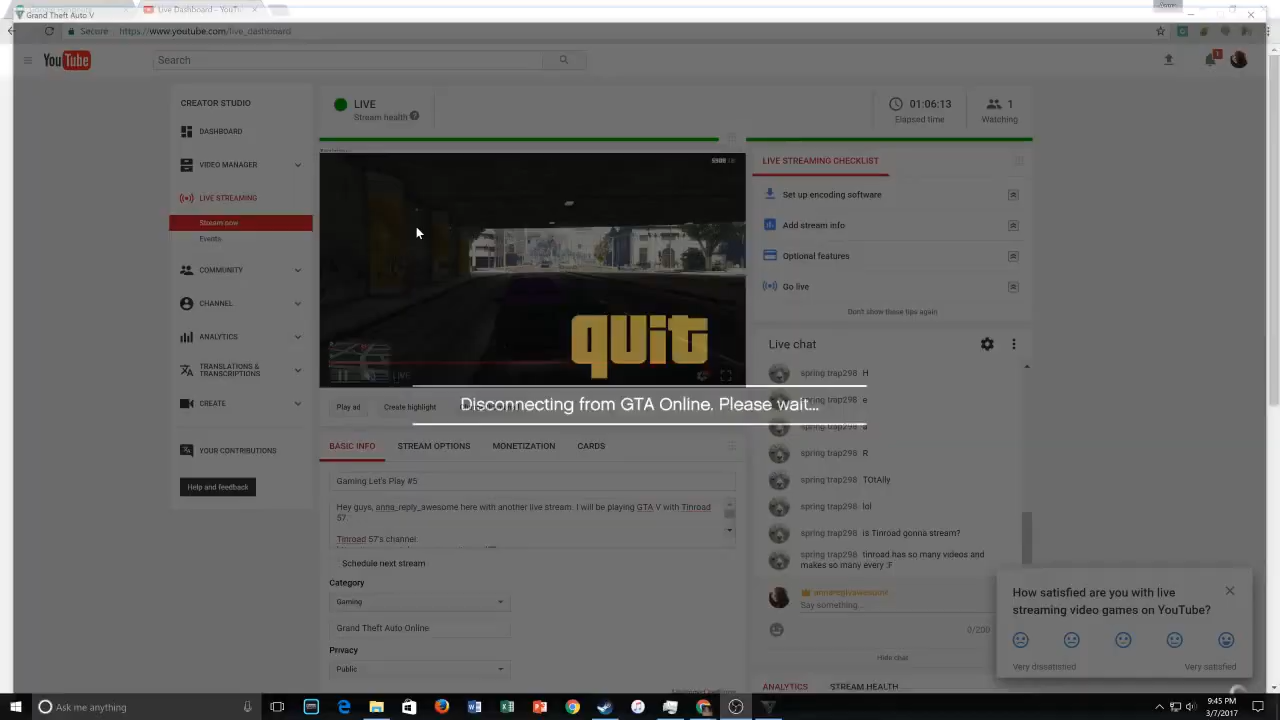 Grand Theft Auto V
Live Dashboard - YouTu
Secure https://www.youtube.com/live_dashboard
YouTube
Search
1
CREATOR STUDIO
DASHBOARD
VIDEO MANAGER
LIVE STREAMING
Stream now
Events
COMMUNITY
CHANNEL
ANALYTICS
TRANSLATIONS &
TRANSCRIPTIONS
CREATE
YOUR CONTRIBUTIONS
Help and feedback
LIVE
Stream health ?
01:06:13
Elapsed time
1
Watching
quit
LIVE
Disconnecting from GTA Online. Please wait...
Play ad
Create highlight
BASIC INFO
STREAM OPTIONS
MONETIZATION
CARDS
Gaming Let's Play #5
Hey guys, anna_reply_awesome here with another live stream. I will be playing GTA V with Tinroad
57
Tinroad 57's channel:
Schedule next stream
Category
Gaming
Grand Theft Auto Online
Privacy
Public
Advanced settings
LIVE STREAMING CHECKLIST
Set up encoding software
Add stream info
Optional features
Go live
Don't show these tips again
Live chat
spring trap298 H
spring trap298 e
spring trap298 a
spring trap298 R
spring trap298 TOtAlly
spring trap298 lol
spring trap298 is Tinroad gonna stream?
spring trap298 tinroad has so many videos and
makes so many every :F
Say something...
0/200
Hide chat
ANALYTICS
STREAM HEALTH
How satisfied are you with live
streaming video games on YouTube?
Very dissatisfied
Very satisfied
Ask me anything
9:45 PM
3/7/2017